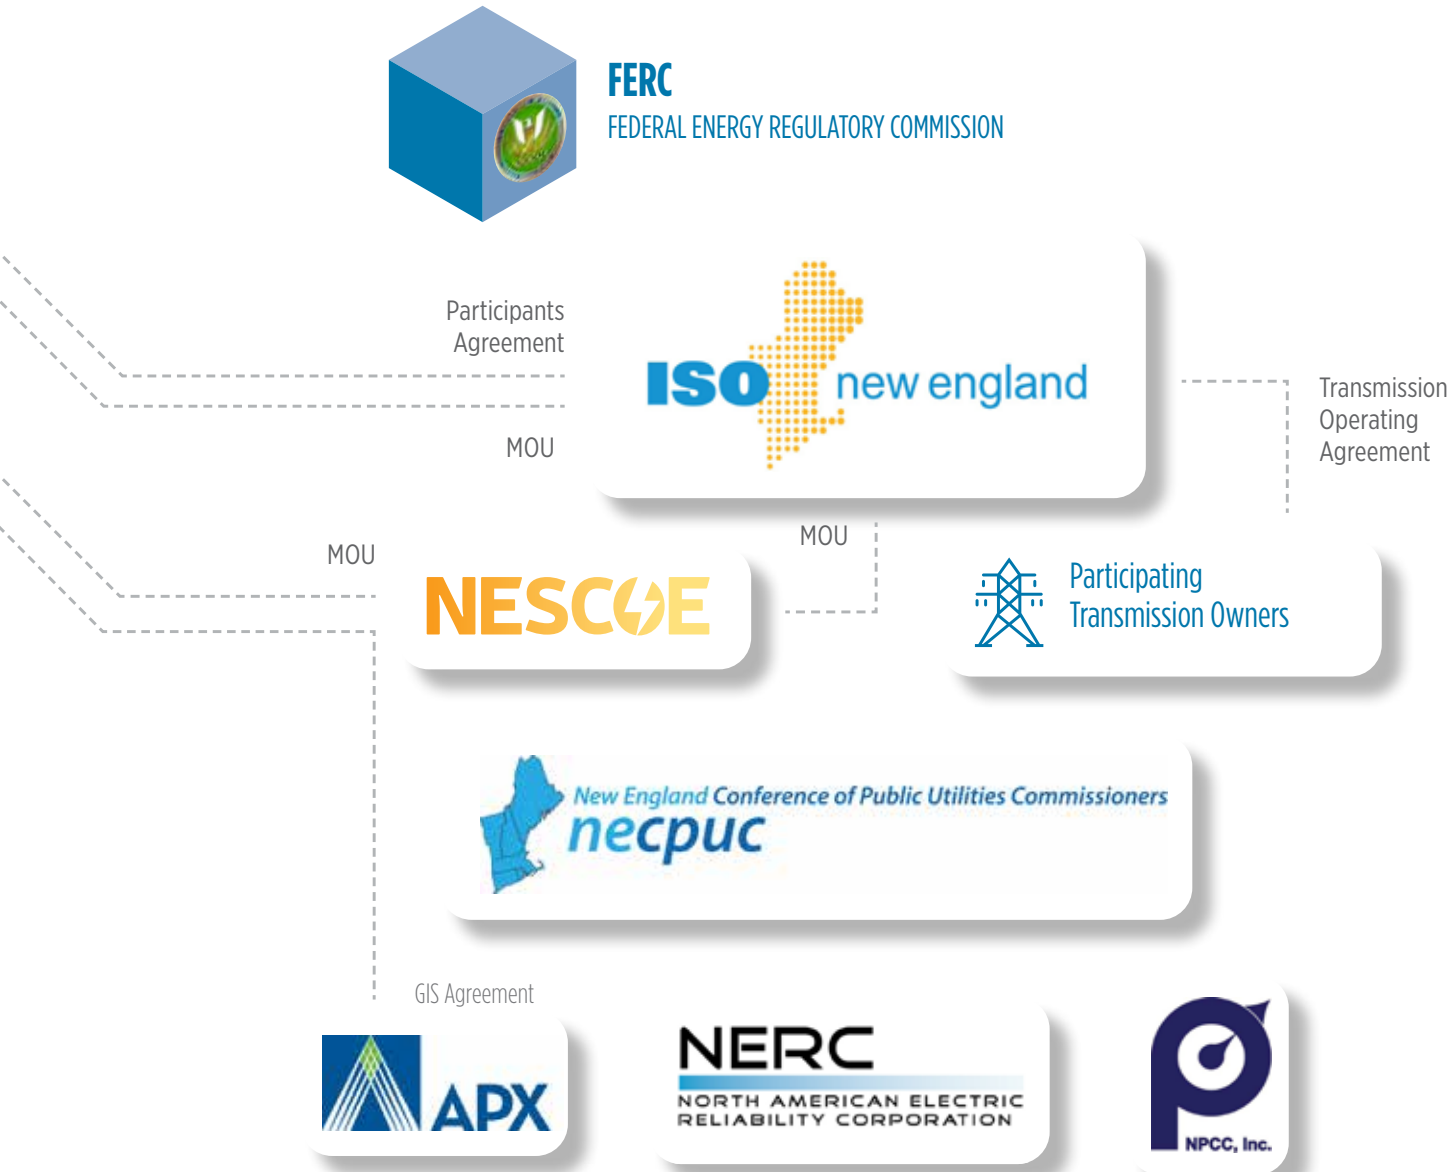 FERC
FEDERAL ENERGY REGULATORY COMMISSION
Participants
Agreement
ISO new england
MOU
Transmission
Operating
Agreement
MOU
MOU
NESCOE
Participating
Transmission Owners
New England Conference of Public Utilities Commissioners
necpuc
GIS Agreement
APX
NERC
NORTH AMERICAN ELECTRIC
RELIABILITY CORPORATION
NPCC, Inc.